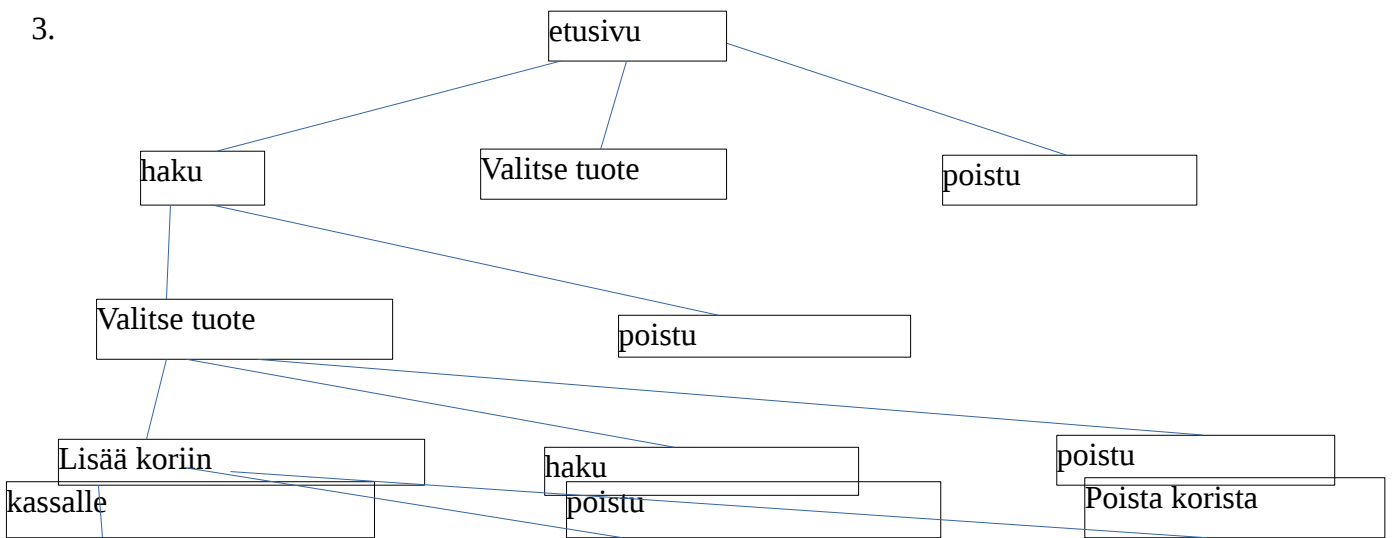 3.
etusivu
haku
Valitse tuote
poistu
Valitse tuote
poistu
Lisää koriin
haku
poistu
kassalle
poistu
Poista korista